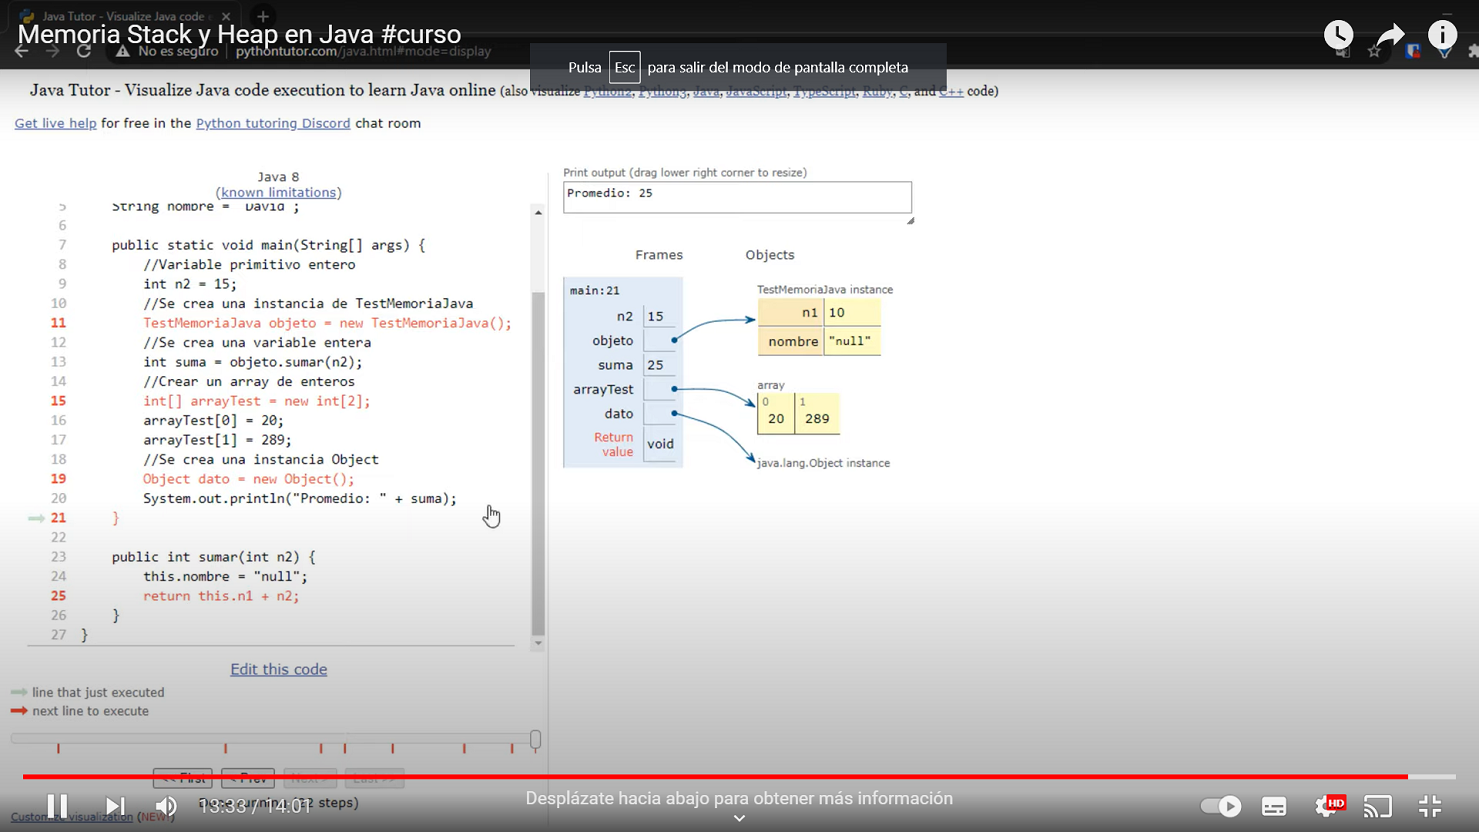 Java Tutor - Visualize Java code
Memoria Stack y Heap en Java #curso
No es seguro pythontutor.com/java.html#mode=display
Pulsa Esc para salir del modo de pantalla completa
Java Tutor - Visualize Java code execution to learn Java online (also visualize Python2, Python3, Java, JavaScript, TypeScript, Ruby, C, and C++ code)
Get live help for free in the Python tutoring Discord chat room
Java 8
(known limitations)
5 String nombre = "David";
6
7 public static void main(String[] args) {
8 //Variable primitivo entero
9 int n2 = 15;
10 //Se crea una instancia de TestMemoriaJava
11 TestMemoriaJava objeto = new TestMemoriaJava();
12 //Se crea una variable entera
13 int suma = objeto.sumar(n2);
14 //Crear un array de enteros
15 int[] arrayTest = new int[2];
16 arrayTest[0] = 20;
17 arrayTest[1] = 289;
18 //Se crea una instancia Object
19 Object dato = new Object();
20 System.out.println("Promedio: " + suma);
21 }
22
23 public int sumar(int n2) {
24 this.nombre = "null";
25 return this.n1 + n2;
26 }
27 }
Edit this code
line that just executed
next line to execute
<< First < Prev Next > Last >>
Done running (22 steps)
Customize visualization (NEW!)
Print output (drag lower right corner to resize)
Promedio: 25
Frames Objects
main:21
n2 15
objeto
suma 25
arrayTest
dato
Return value void
TestMemoriaJava instance
n1 10
nombre "null"
array
0 1
20 289
java.lang.Object instance
13:33 / 14:01
Desplázate hacia abajo para obtener más información
HD